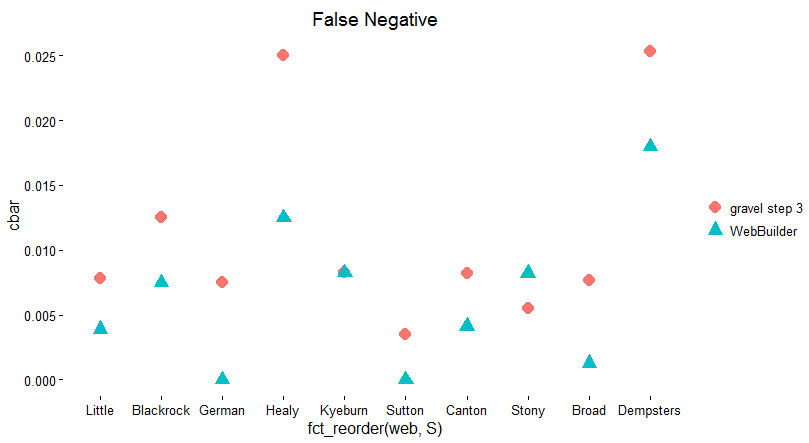 False Negative
0.025
0.020
0.015
0.010
0.005
0.000
cbar
Little Blackrock German Healy Kyeburn Sutton Canton Stony Broad Dempsters
fct_reorder(web, S)
gravel step 3
WebBuilder